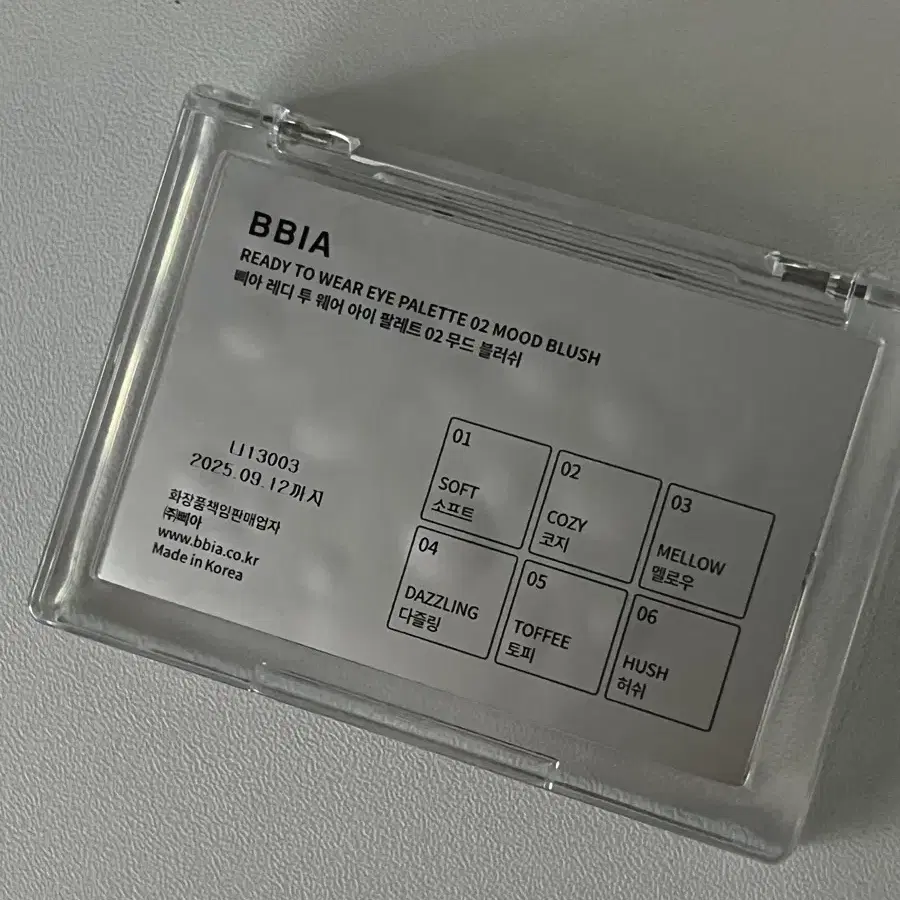 BBIA
READY TO WEAR EYE PALETTE 02 MOOD BLUSH
삐아 레디 투 웨어 아이 팔레트 02 무드 블러쉬
2025.09.12까지
화장품책임판매업자
㈜삐아
www.bbia.co.kr
Made in Korea
01
SOFT
소프트
02
COZY
코지
03
MELLOW
멜로우
04
DAZZLING
다즐링
05
TOFFEE
토피
06
HUSH
허쉬